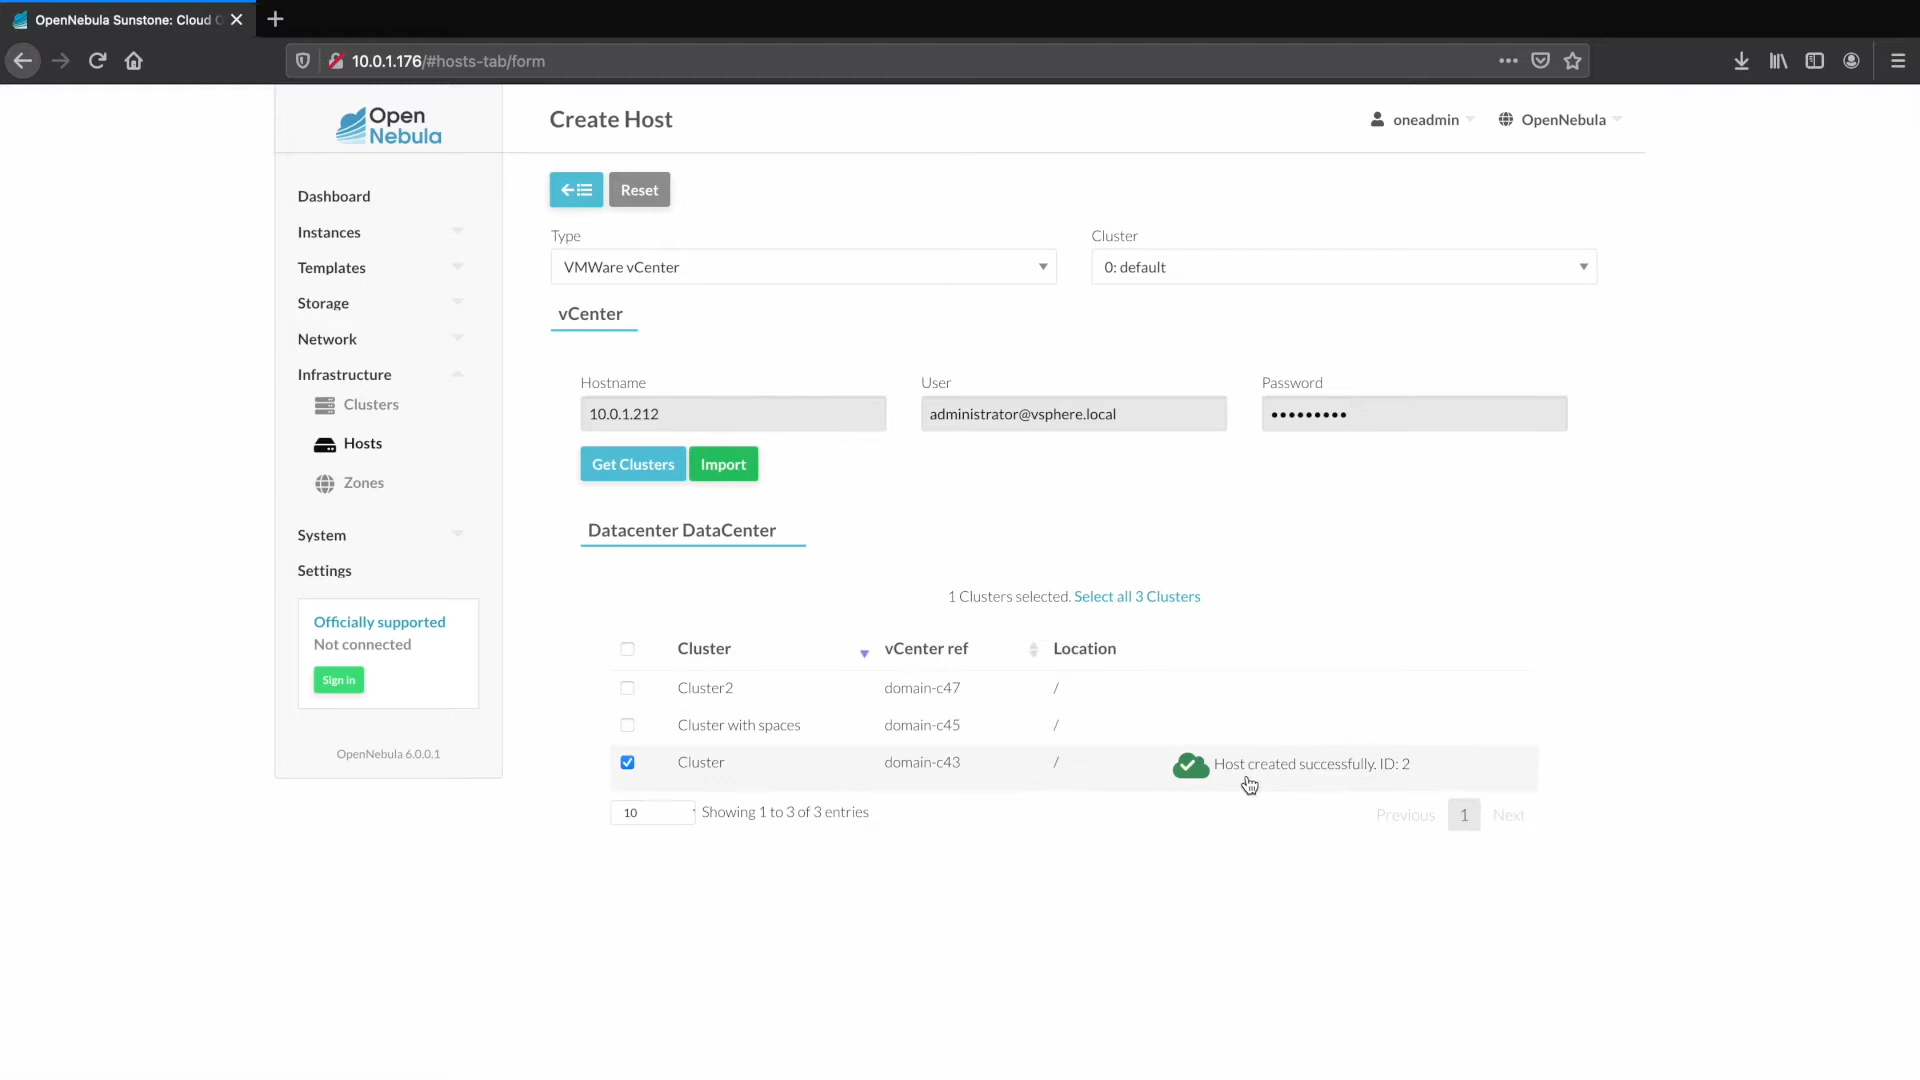 OpenNebula Sunstone: Cloud O
10.0.1.176/#hosts-tab/form
Open
Nebula
Create Host
oneadmin
OpenNebula
Dashboard
Instances
Templates
Storage
Network
Infrastructure
Clusters
Hosts
Zones
System
Settings
Officially supported
Not connected
Sign in
OpenNebula 6.0.0.1
Reset
Type
Cluster
VMWare vCenter
0: default
vCenter
Hostname
User
Password
10.0.1.212
administrator@vsphere.local
•••••••••
Get Clusters
Import
Datacenter DataCenter
1 Clusters selected. Select all 3 Clusters
Cluster vCenter ref Location
Cluster2 domain-c47 /
Cluster with spaces domain-c45 /
Cluster domain-c43 / Host created successfully. ID: 2
10 Showing 1 to 3 of 3 entries
Previous 1 Next